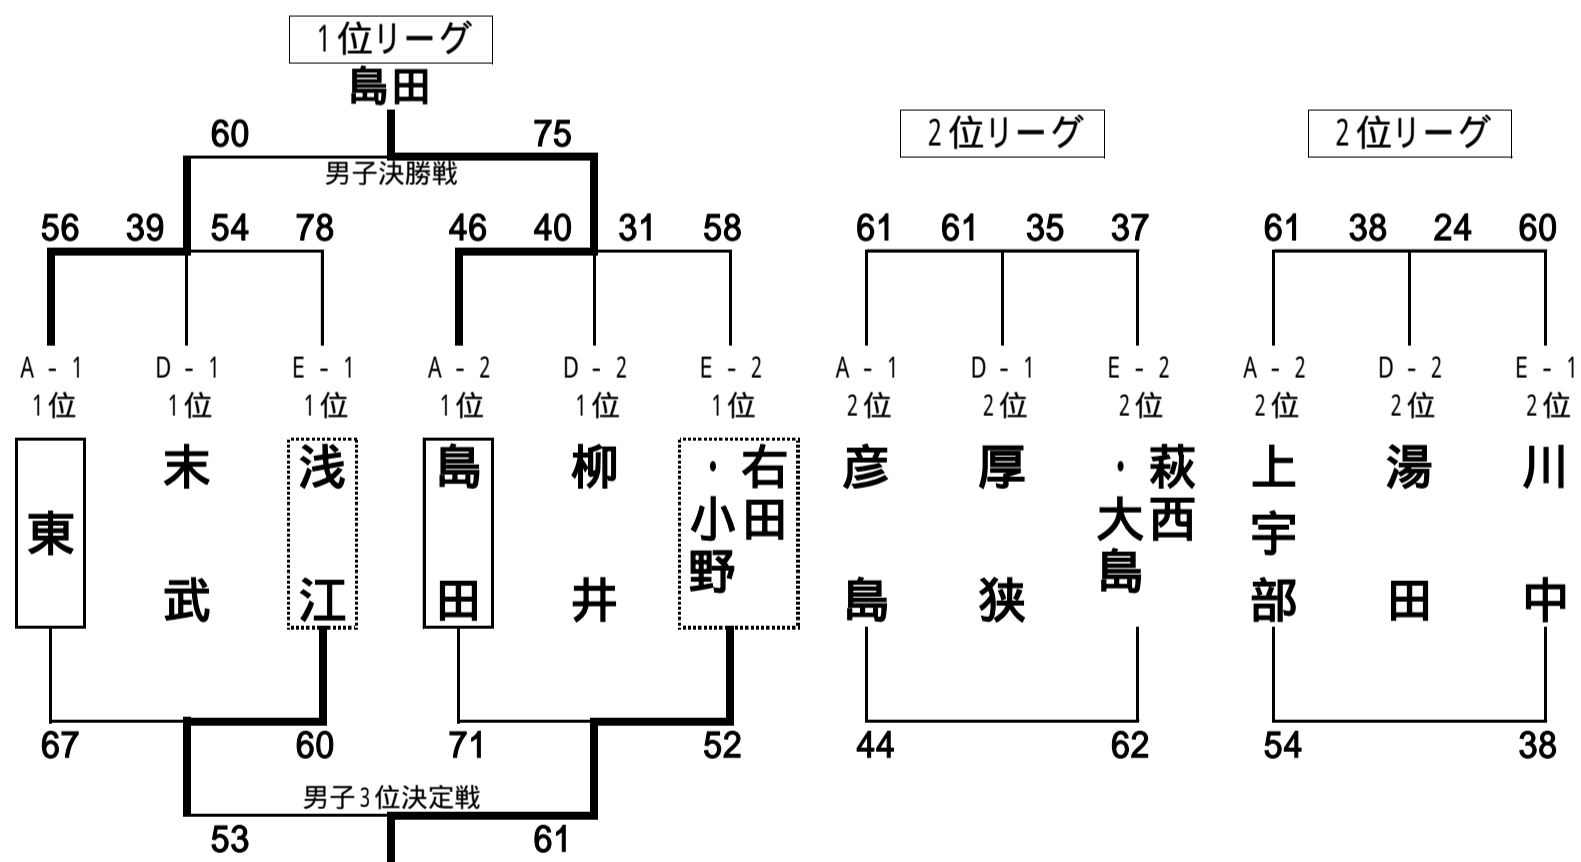 1位リーグ
島田
2位リーグ 2位リーグ
60 75
男子決勝戦
56 39 54 78 46 40 31 58 61 61 35 37 61 38 24 60
A - 1 D - 1 E - 1 A - 2 D - 2 E - 2 A - 1 D - 1 E - 2 A - 2 D - 2 E - 1
1位 1位 1位 1位 1位 1位 2位 2位 2位 2位 2位 2位
東
末武
浅江
島田
柳井
右田
・小野
彦島
厚狭
萩西
・大島
上宇部
湯田
川中
67 60 71 52 44 62 54 38
男子3位決定戦
53 61